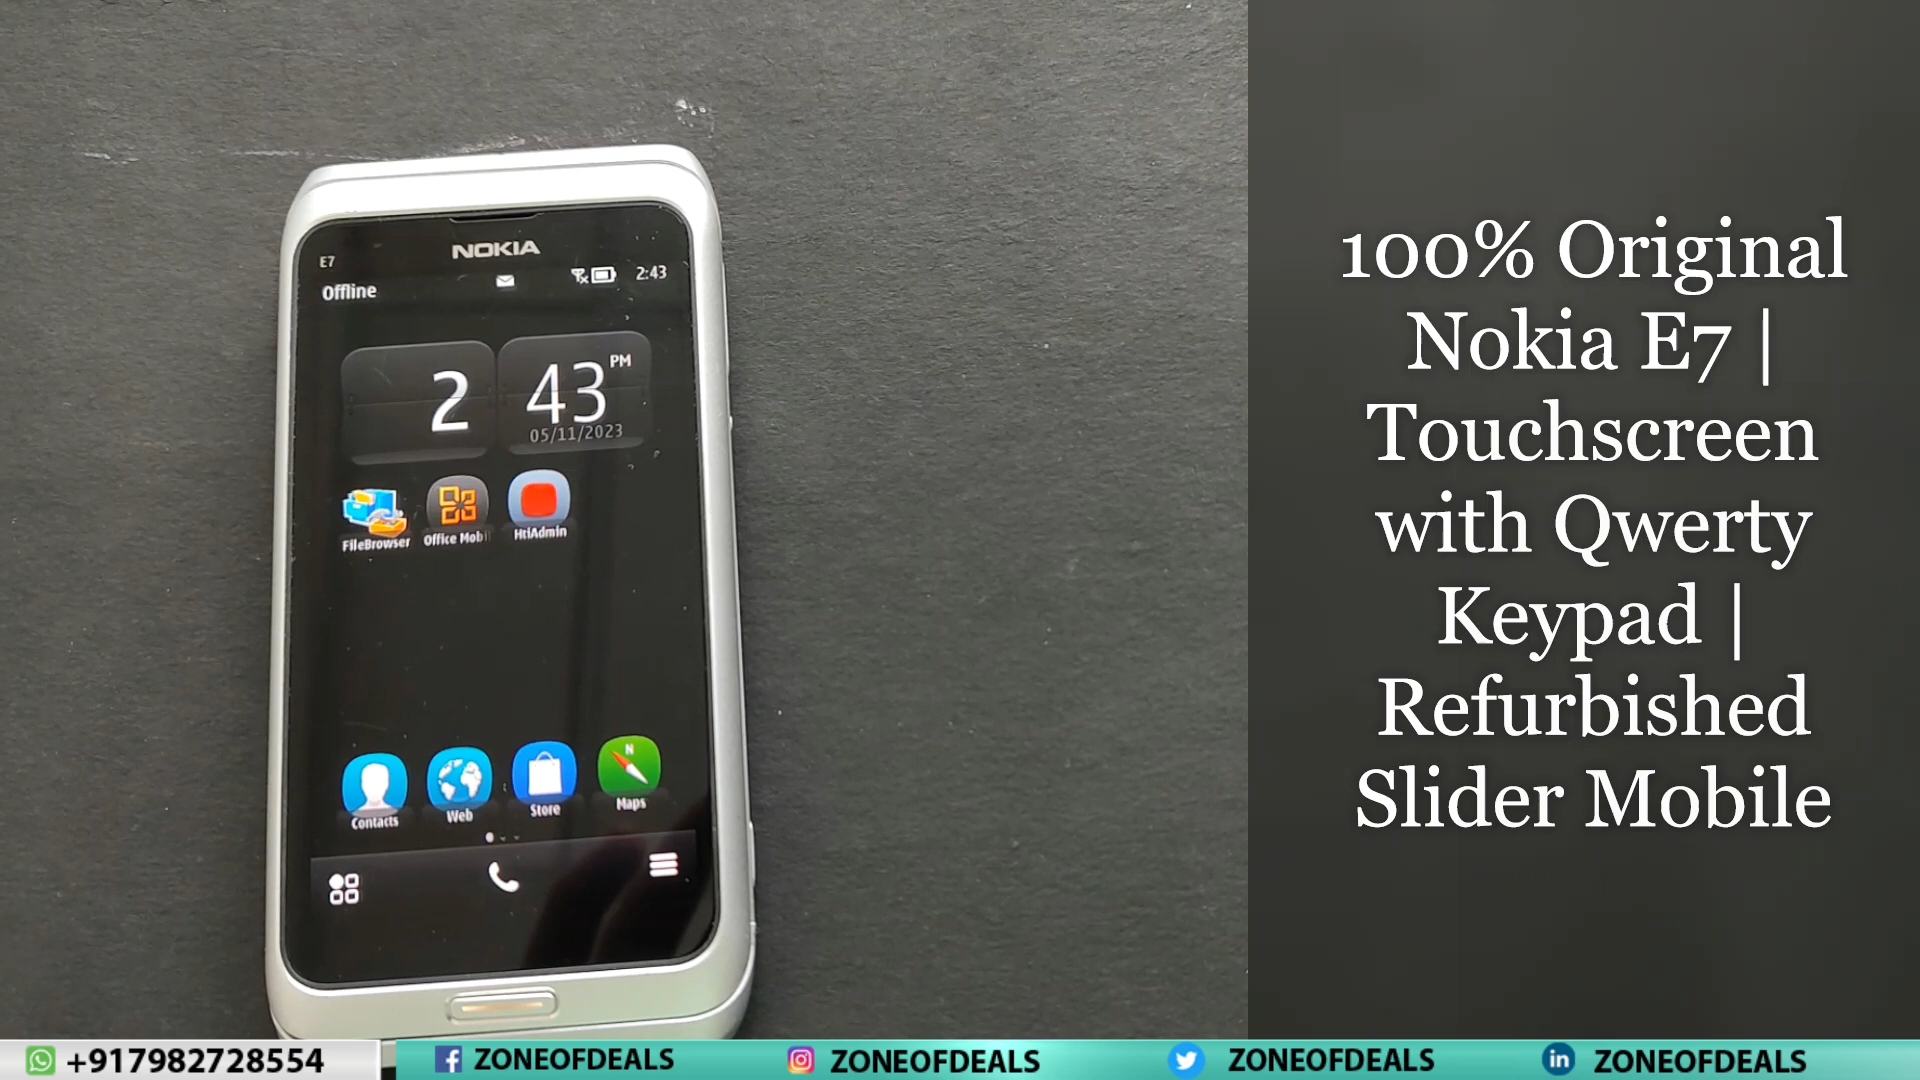 NOKIA
E7
2:43
Offline
2
43
PM
05/11/2023
FileBrowser
Office Mobi
HtiAdmin
N
Contacts
Web
Store
Maps
100% Original
Nokia E7 |
Touchscreen
with Qwerty
Keypad |
Refurbished
Slider Mobile
+917982728554
ZONEOFDEALS
ZONEOFDEALS
ZONEOFDEALS
in
ZONEOFDEALS